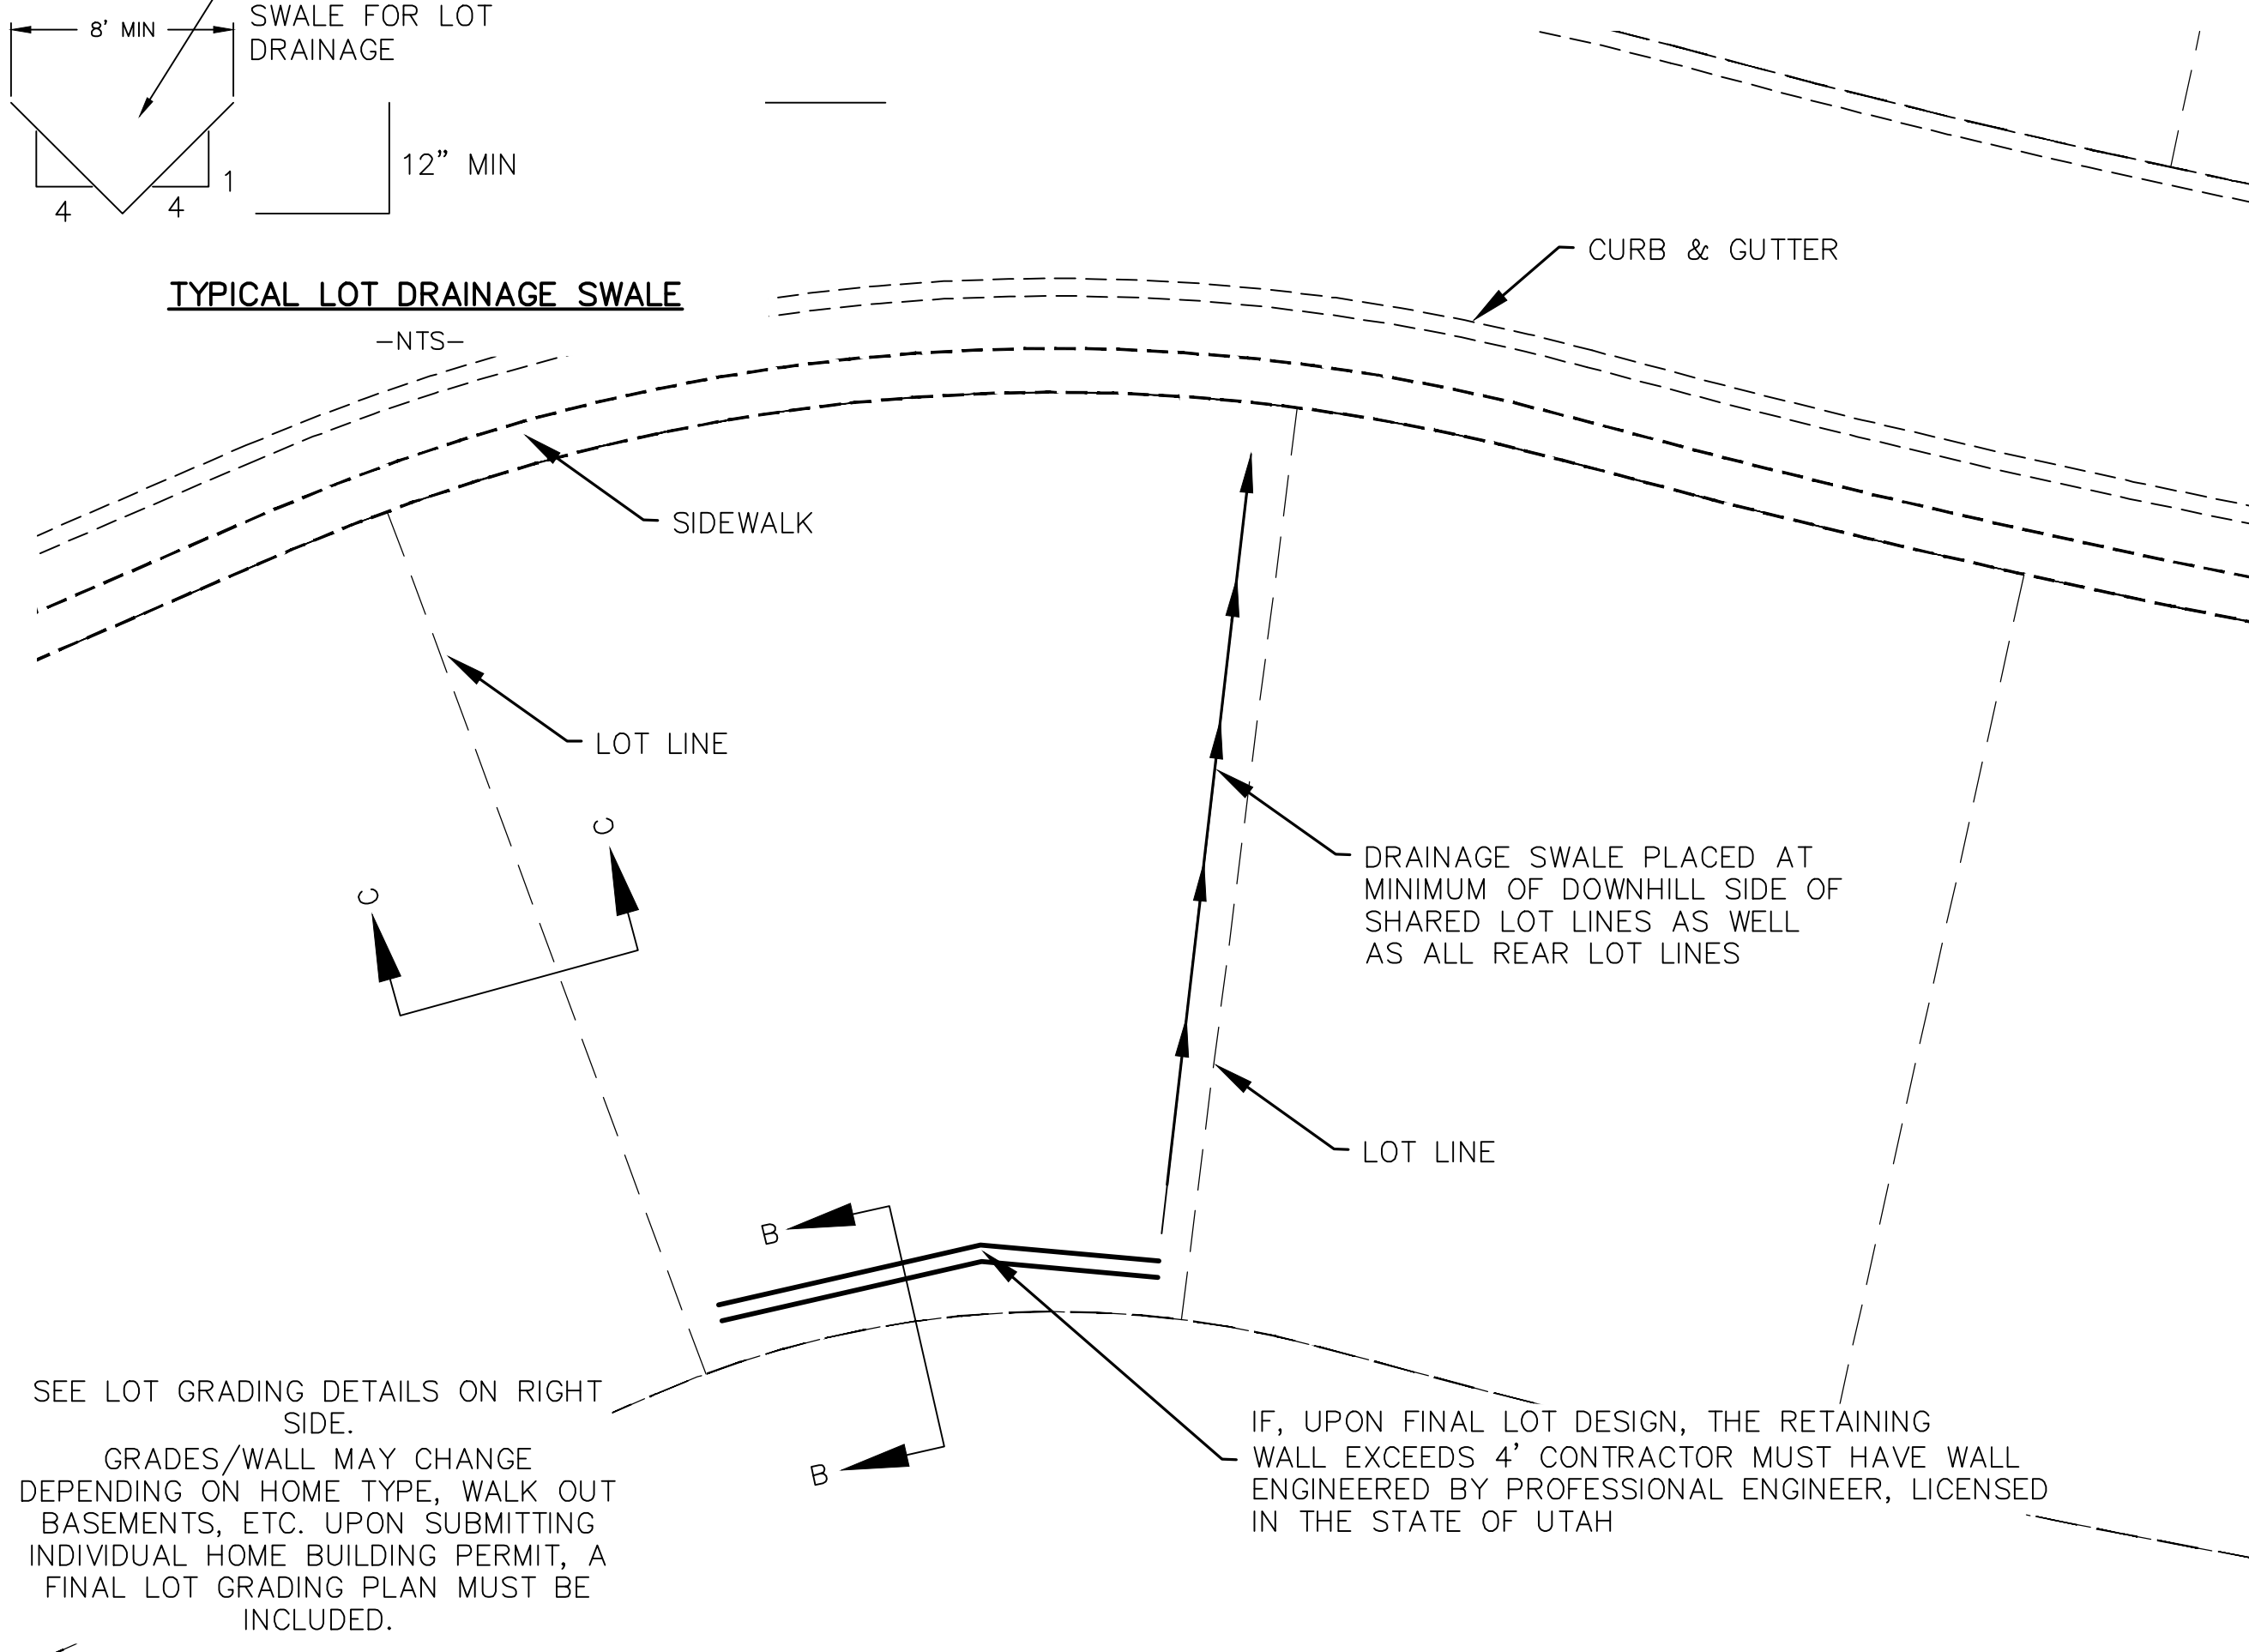 8' MIN
SWALE FOR LOT
DRAINAGE
12" MIN
1
4
4
TYPICAL LOT DRAINAGE SWALE
-NTS-
CURB & GUTTER
SIDEWALK
LOT LINE
C
C
DRAINAGE SWALE PLACED AT
MINIMUM OF DOWNHILL SIDE OF
SHARED LOT LINES AS WELL
AS ALL REAR LOT LINES
LOT LINE
B
B
SEE LOT GRADING DETAILS ON RIGHT
SIDE.
GRADES/WALL MAY CHANGE
DEPENDING ON HOME TYPE, WALK OUT
BASEMENTS, ETC. UPON SUBMITTING
INDIVIDUAL HOME BUILDING PERMIT, A
FINAL LOT GRADING PLAN MUST BE
INCLUDED.
IF, UPON FINAL LOT DESIGN, THE RETAINING
WALL EXCEEDS 4' CONTRACTOR MUST HAVE WALL
ENGINEERED BY PROFESSIONAL ENGINEER, LICENSED
IN THE STATE OF UTAH